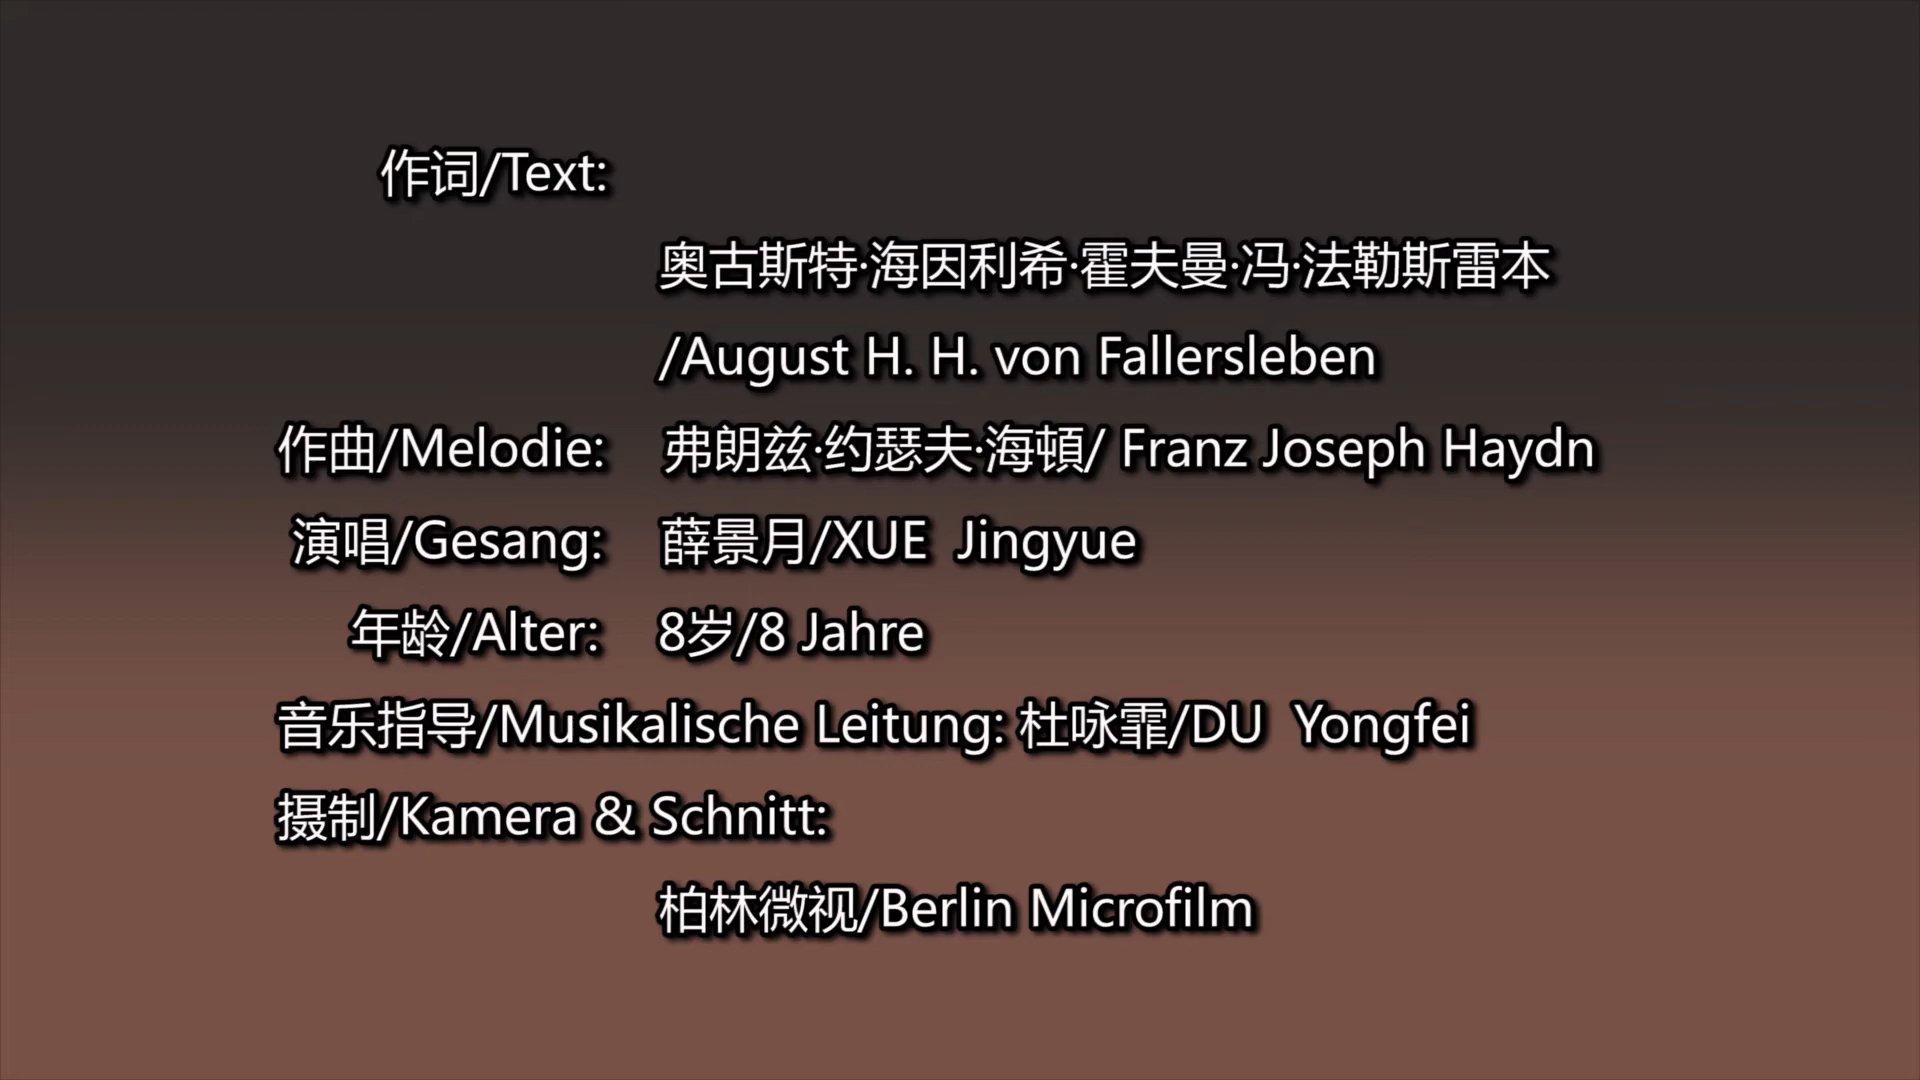 作词/Text:
奥古斯特·海因利希·霍夫曼·冯·法勒斯雷本
/August H. H. von Fallersleben
作曲/Melodie: 弗朗兹·约瑟夫·海頓/ Franz Joseph Haydn
演唱/Gesang: 薛景月/XUE Jingyue
年龄/Alter: 8岁/8 Jahre
音乐指导/Musikalische Leitung: 杜咏霏/DU Yongfei
摄制/Kamera & Schnitt:
柏林微视/Berlin Microfilm